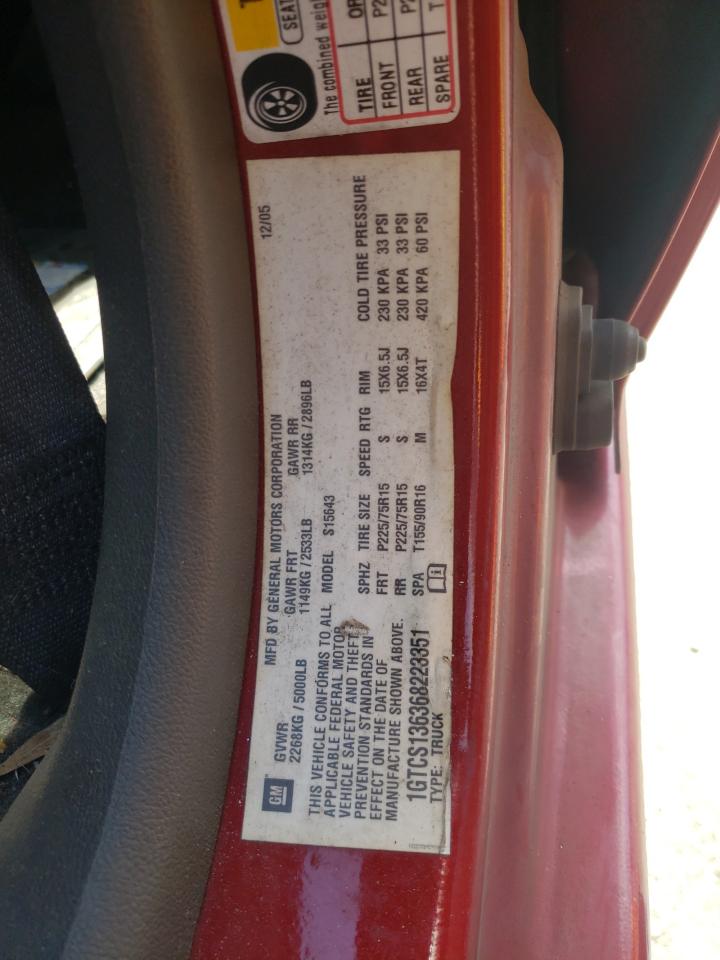 SEAT
The combined weigh
TIRE
FRONT
REAR
SPARE
MFD BY GENERAL MOTORS CORPORATION 12/05
GM
GVWR GAWR FRT GAWR RR
2268KG / 5000LB 1149KG / 2533LB 1314KG / 2896LB
THIS VEHICLE CONFORMS TO ALL MODEL S15643
APPLICABLE FEDERAL MOTOR
VEHICLE SAFETY AND THEFT
PREVENTION STANDARDS IN
EFFECT ON THE DATE OF
MANUFACTURE SHOWN ABOVE.
SPHZ TIRE SIZE SPEED RTG RIM COLD TIRE PRESSURE
FRT P225/75R15 S 15X6.5J 230 KPA 33 PSI
RR P225/75R15 S 15X6.5J 230 KPA 33 PSI
SPA T155/90R16 M 16X4T 420 KPA 60 PSI
1GTCS136368223351
TYPE: TRUCK